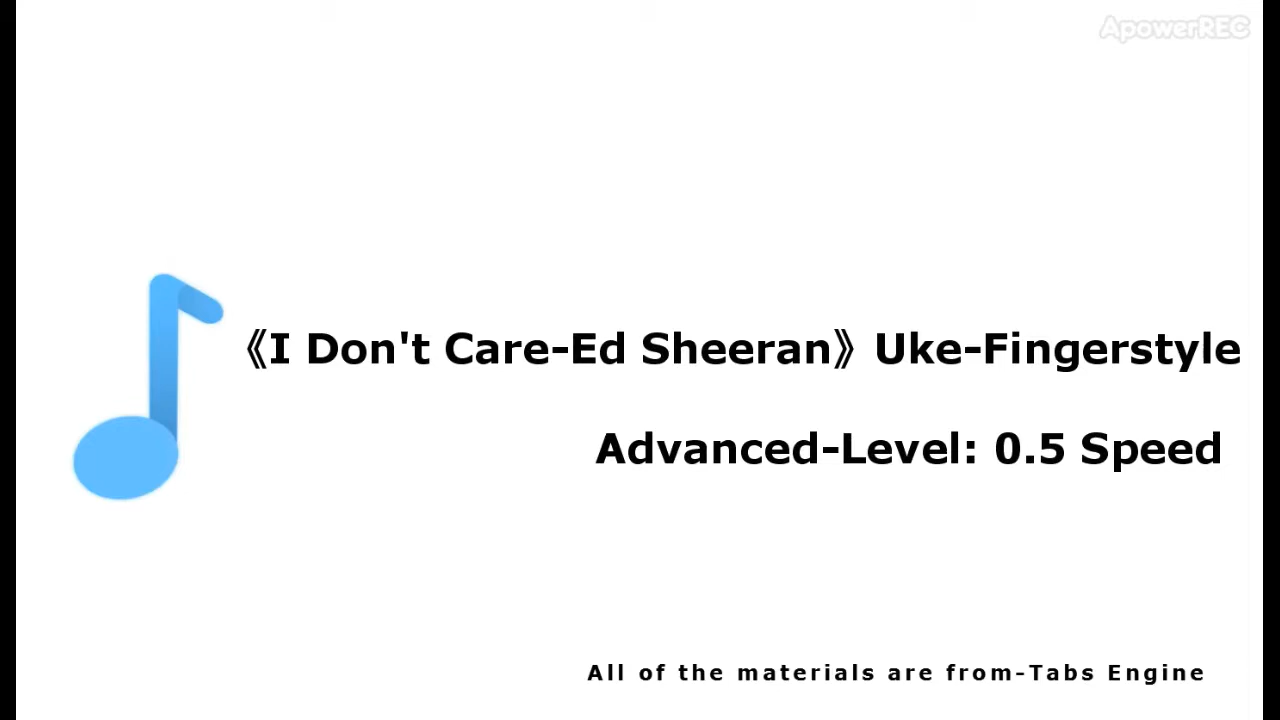 ApowerREC
《I Don't Care-Ed Sheeran》Uke-Fingerstyle
Advanced-Level: 0.5 Speed
All of the materials are from-Tabs Engine